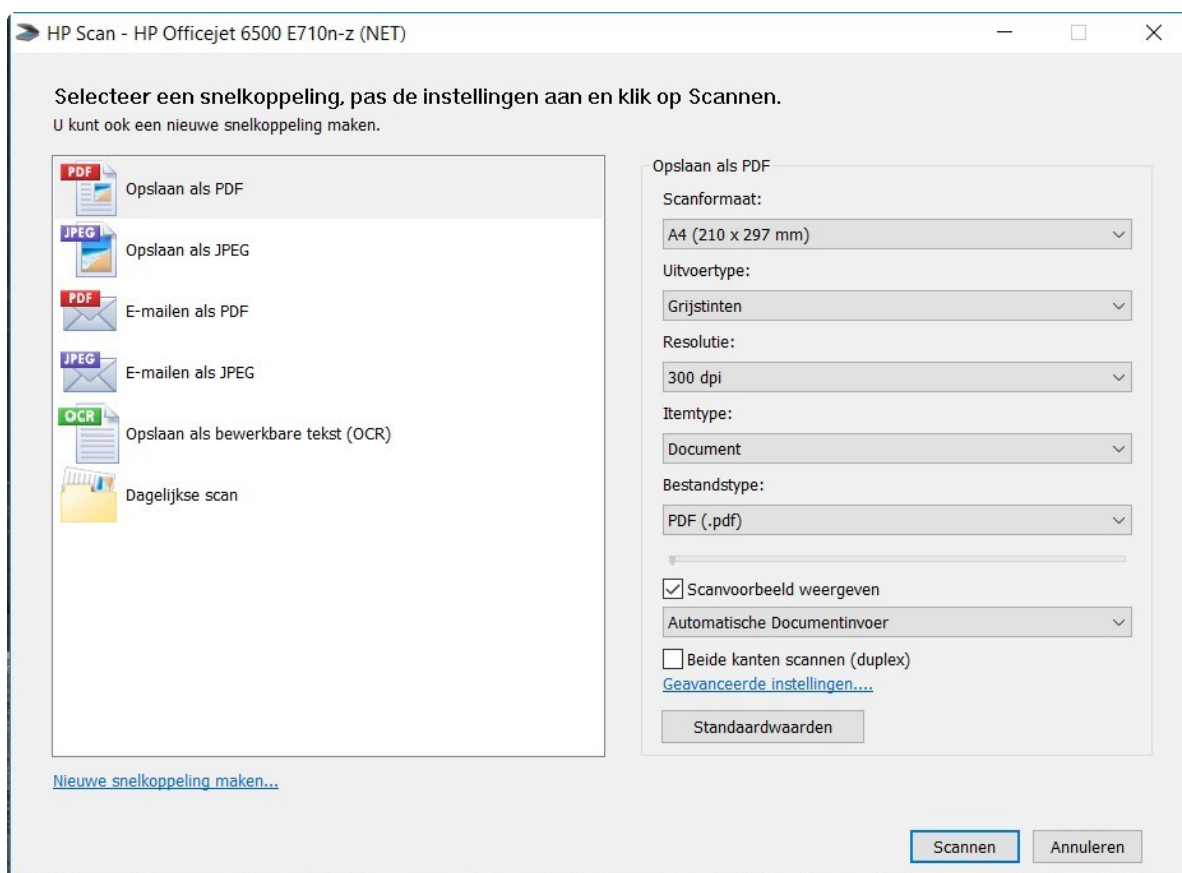 HP Scan - HP Officejet 6500 E710n-z (NET)
Selecteer een snelkoppeling, pas de instellingen aan en klik op Scannen.
U kunt ook een nieuwe snelkoppeling maken.
PDF
Opslaan als PDF
JPEG
Opslaan als JPEG
PDF
E-mailen als PDF
JPEG
E-mailen als JPEG
OCR
Opslaan als bewerkbare tekst (OCR)
Dagelijkse scan
Nieuwe snelkoppeling maken...
Opslaan als PDF
Scanformaat:
A4 (210 x 297 mm)
Uitvoertype:
Grijstinten
Resolutie:
300 dpi
Itemtype:
Document
Bestandstype:
PDF (.pdf)
Scanvoorbeeld weergeven
Automatische Documentinvoer
Beide kanten scannen (duplex)
Geavanceerde instellingen....
Standaardwaarden
Scannen
Annuleren